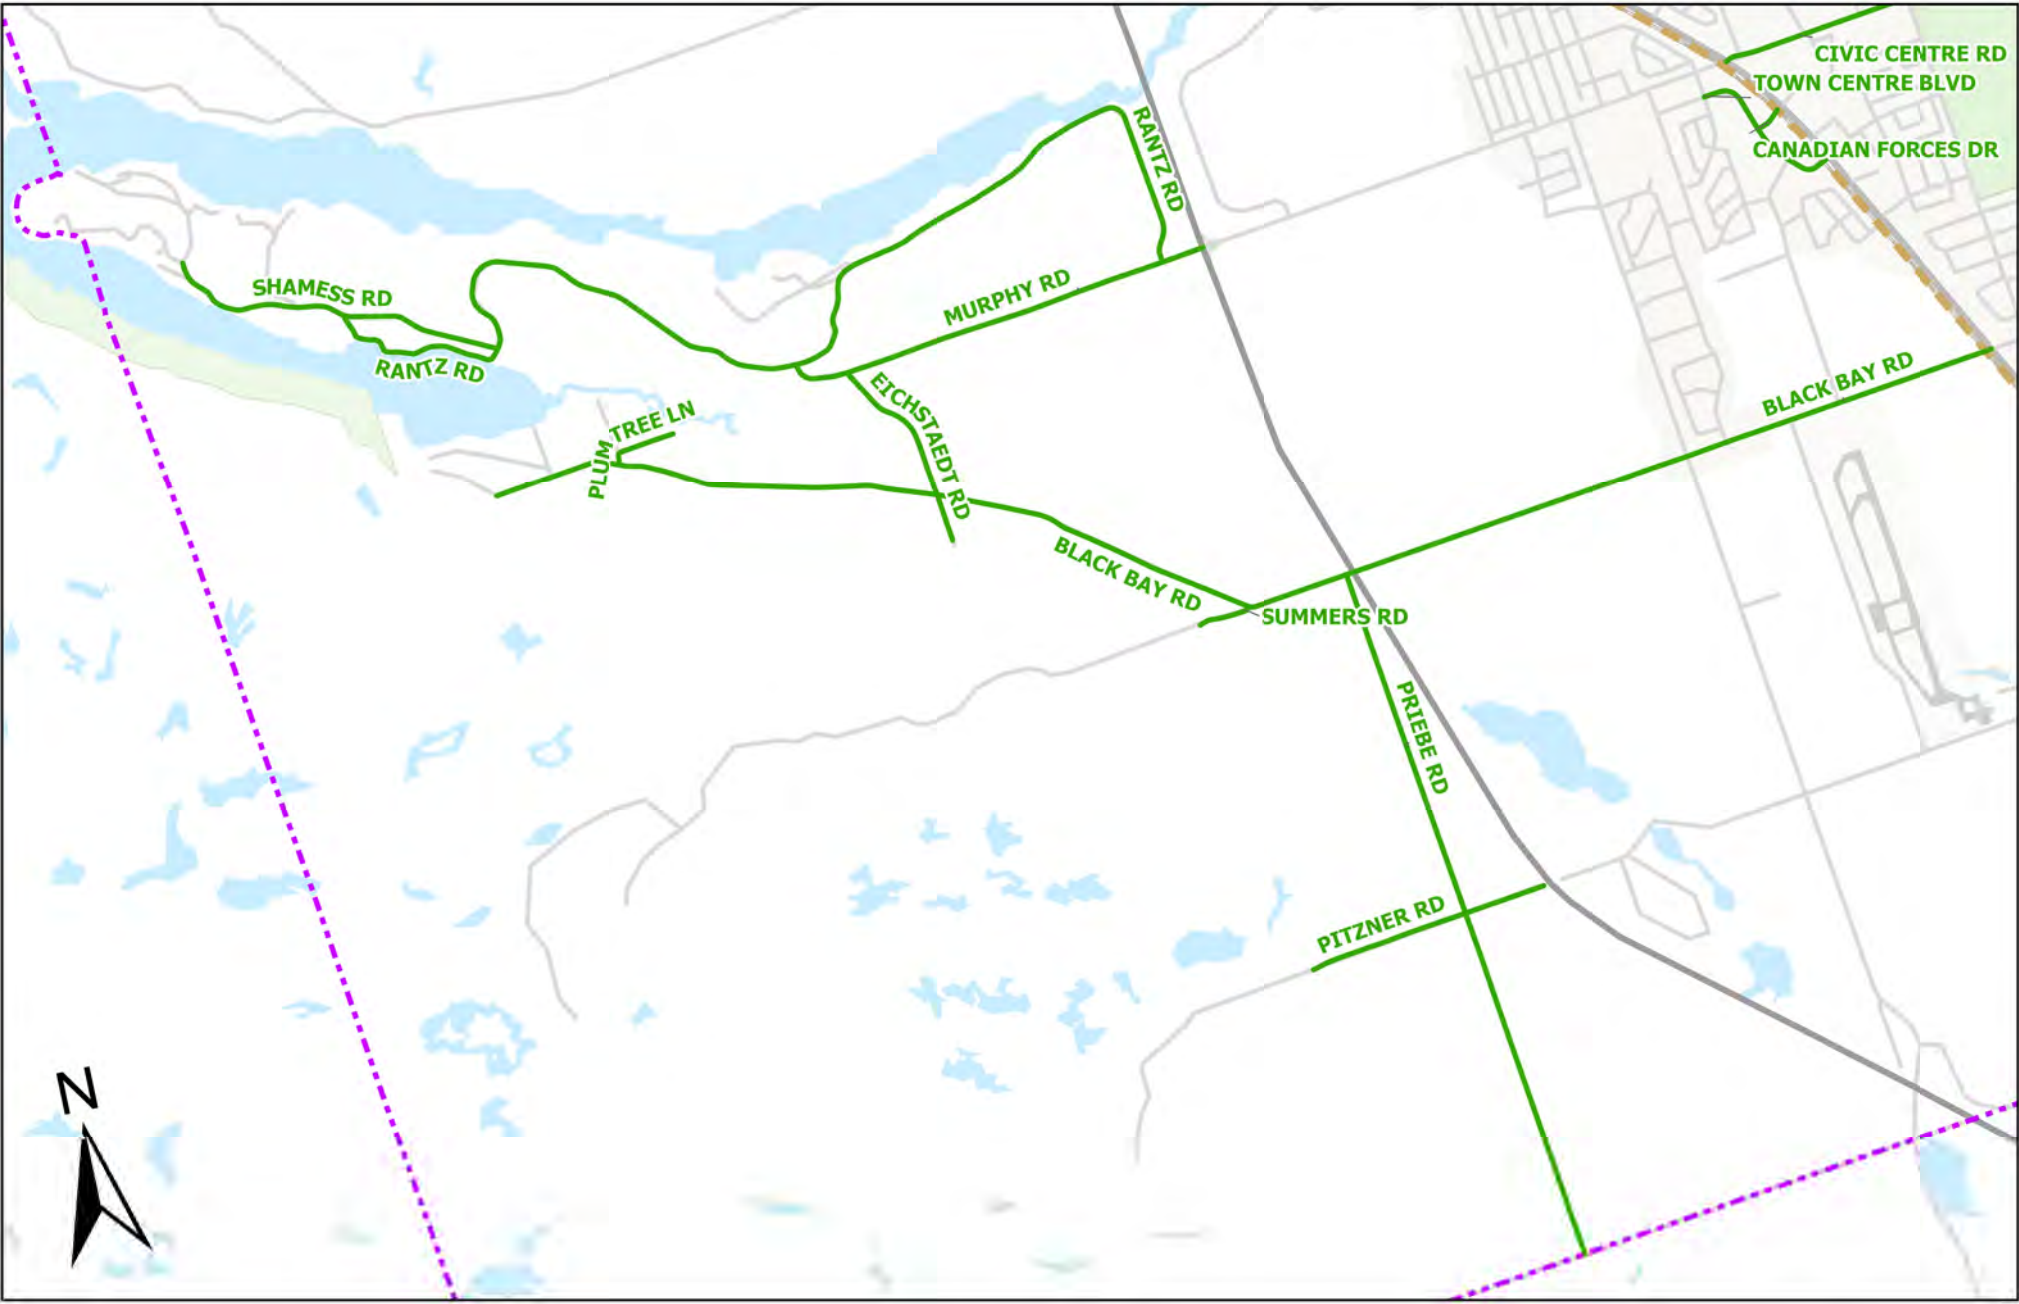 CIVIC CENTRE RD
TOWN CENTRE BLVD
CANADIAN FORCES DR
RANTZ RD
MURPHY RD
SHAMESS RD
RANTZ RD
EICHSTAEDT RD
BLACK BAY RD
PLUM TREE LN
BLACK BAY RD
SUMMERS RD
PRIEBE RD
PITZNER RD
N